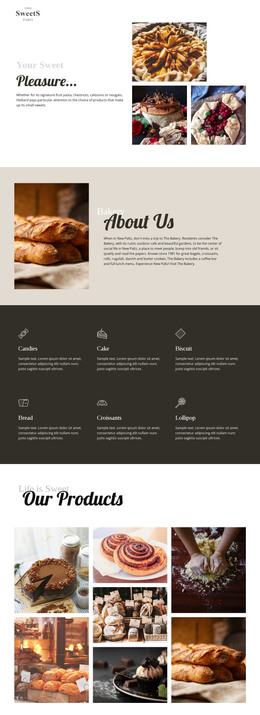 SweetS
Your Sweet
Pleasure...
Whether for its signature fruit pastry, chestnuts, calissons or nougats,
Hediard pays particular attention to the choice of products that make
up its small sweets.
About Us
When in New Paltz, don't miss a trip to The Bakery. Residents consider The
Bakery, with its rustic outdoor cafe and beautiful gardens, to be the center of
social life in New Paltz, a place to meet people, bump into old friends, or sit
quietly and read the papers. Known since 1981 for great bagels, croissants,
rolls, rugulah, danish and butter cookies. The Bakery includes a coffee bar
and full lunch menu. Experience New Paltz! Visit The Bakery.
Candies
Cake
Biscuit
Sample text. Lorem ipsum dolor sit amet,
consectetur adipiscing elit nullam nunc
justo sagittis suscipit ultrices.
Sample text. Lorem ipsum dolor sit amet,
consectetur adipiscing elit nullam nunc
justo sagittis suscipit ultrices.
Sample text. Lorem ipsum dolor sit amet,
consectetur adipiscing elit nullam nunc
justo sagittis suscipit ultrices.
Bread
Croissants
Lollipop
Sample text. Lorem ipsum dolor sit amet,
consectetur adipiscing elit nullam nunc
justo sagittis suscipit ultrices.
Sample text. Lorem ipsum dolor sit amet,
consectetur adipiscing elit nullam nunc
justo sagittis suscipit ultrices.
Sample text. Lorem ipsum dolor sit amet,
consectetur adipiscing elit nullam nunc
justo sagittis suscipit ultrices.
Life is Sweet
Our Products